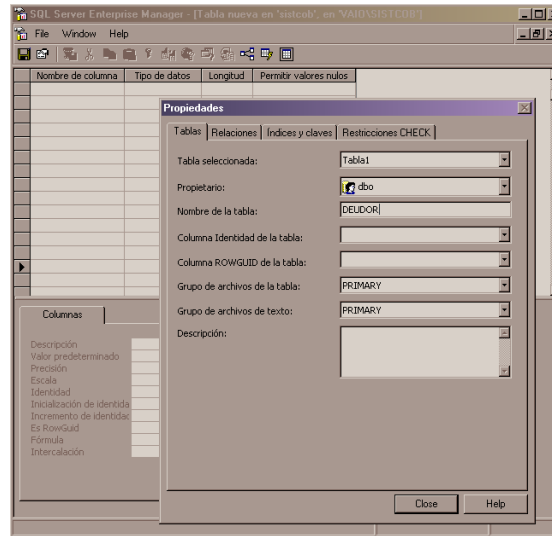 SQL Server Enterprise Manager - [Tabla nueva en 'sistcob', en 'VAIO\SISTCOB']
File Window Help
Nombre de columna Tipo de datos Longitud Permitir valores nulos
Propiedades
Tablas Relaciones Índices y claves Restricciones CHECK
Tabla seleccionada: Tabla1
Propietario: dbo
Nombre de la tabla: DEUDOR
Columna Identidad de la tabla:
Columna ROWGUID de la tabla:
Grupo de archivos de la tabla: PRIMARY
Grupo de archivos de texto: PRIMARY
Descripción:
Columnas
Descripción
Valor predeterminado
Precisión
Escala
Identidad
Inicialización de identida
Incremento de identidad
Es RowGuid
Fórmula
Intercalación
Close Help